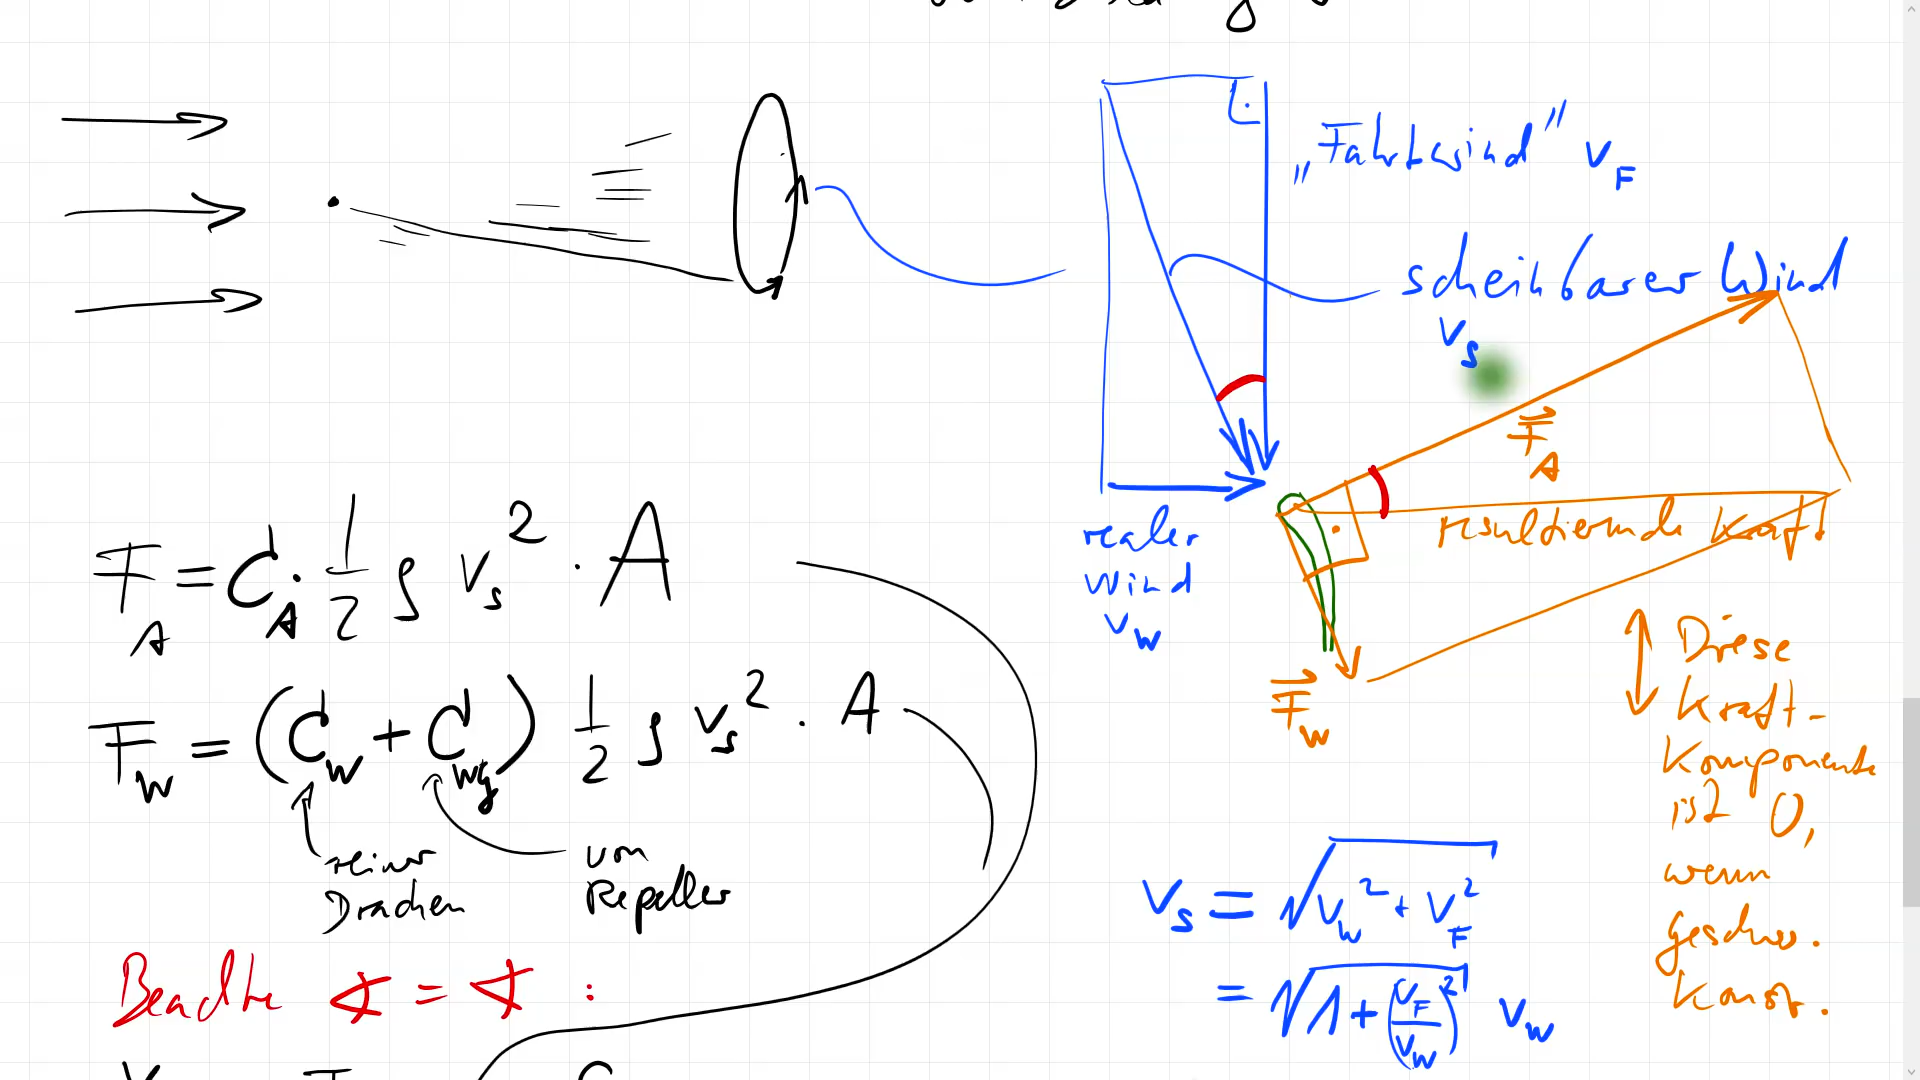 „Fahrtwind" v_F
scheinbarer Wind
v_s
F_A
resultierende Kraft
realer
Wind
v_W
F_W
Diese
Kraft-
Komponente
ist 0,
wenn
geschw.
konst.
F_A = C_A · 1/2 ρ v_s² · A
F_W = (C_W + C_Wg) 1/2 ρ v_s² · A
reiner
Drachen
von
Repeller
Beachte ∢ = ∢ :
v_s = √(v_W² + v_F²)
= √(1 + (v_F/v_W)²) v_W